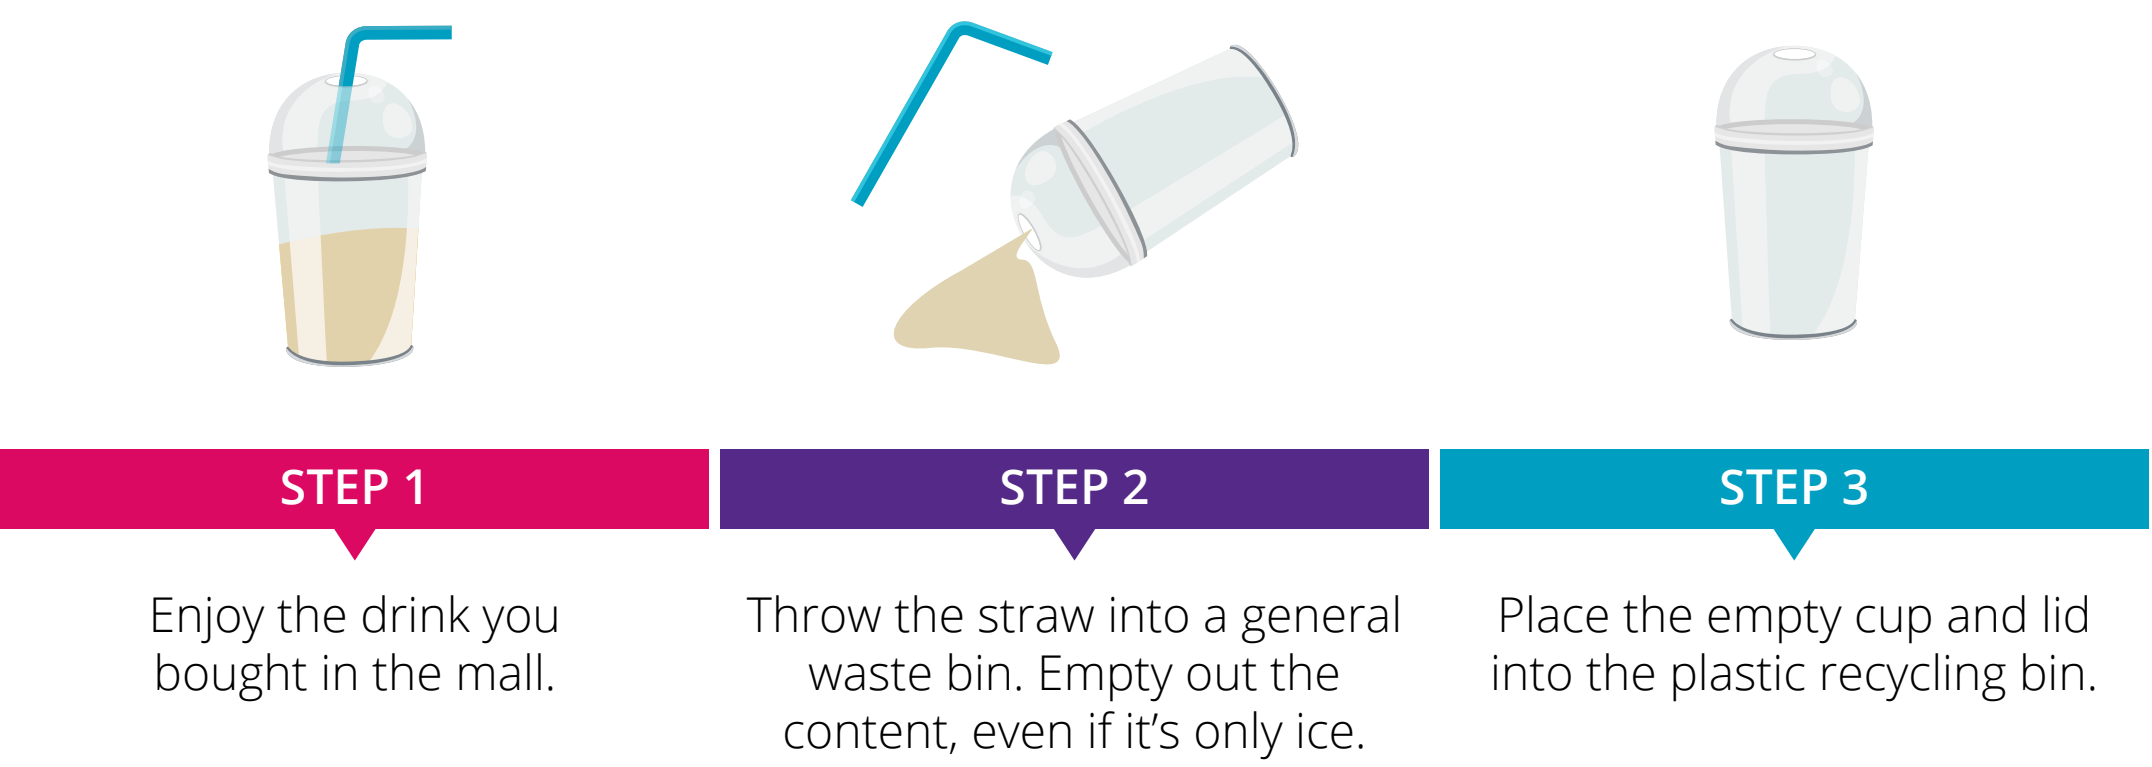 STEP 1
Enjoy the drink you
bought in the mall.
STEP 2
Throw the straw into a general
waste bin. Empty out the
content, even if it’s only ice.
STEP 3
Place the empty cup and lid
into the plastic recycling bin.